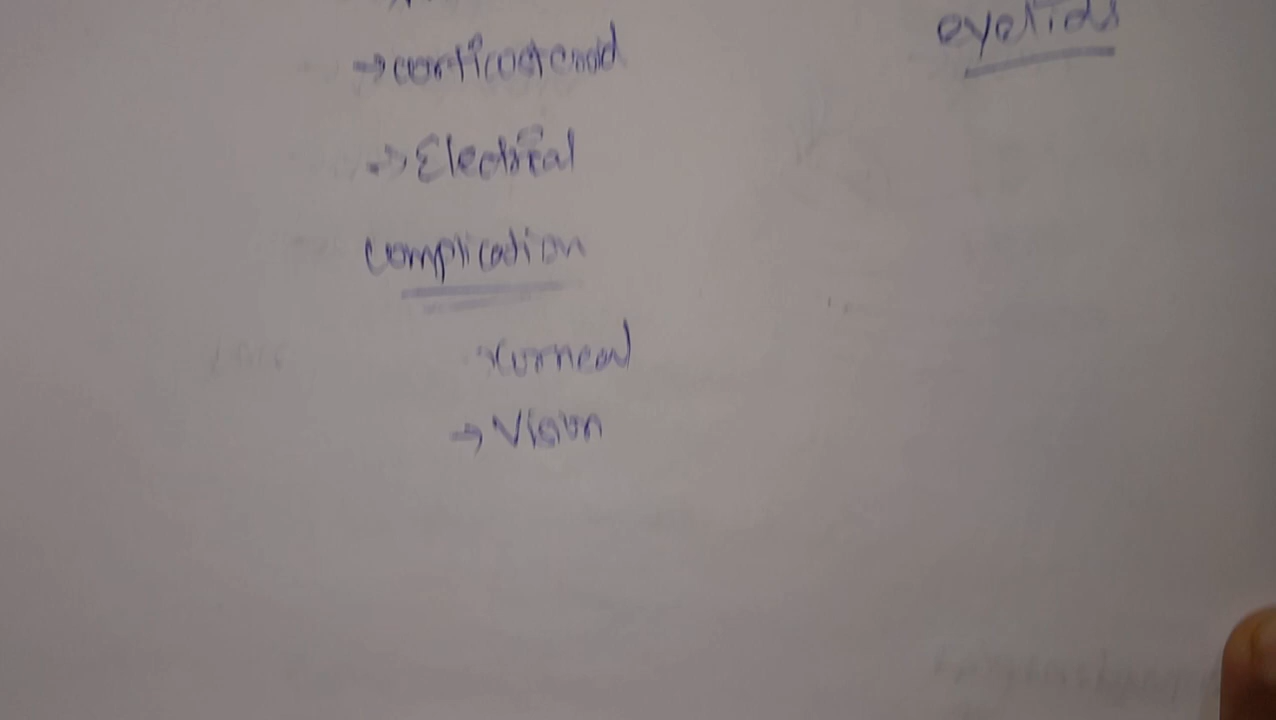 → corticosteroid
→ Electrical
complication
→ corneal
→ Vision
eyelids